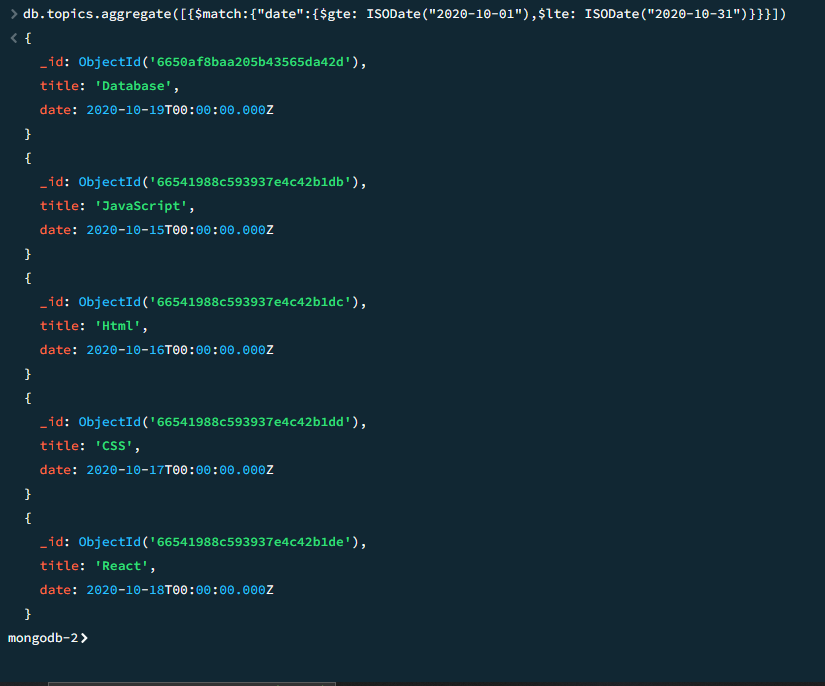 > db.topics.aggregate([{$match:{"date":{$gte: ISODate("2020-10-01"),$lte: ISODate("2020-10-31")}}}])
< {
_id: ObjectId('6650af8baa205b43565da42d'),
title: 'Database',
date: 2020-10-19T00:00:00.000Z
}
{
_id: ObjectId('66541988c593937e4c42b1db'),
title: 'JavaScript',
date: 2020-10-15T00:00:00.000Z
}
{
_id: ObjectId('66541988c593937e4c42b1dc'),
title: 'Html',
date: 2020-10-16T00:00:00.000Z
}
{
_id: ObjectId('66541988c593937e4c42b1dd'),
title: 'CSS',
date: 2020-10-17T00:00:00.000Z
}
{
_id: ObjectId('66541988c593937e4c42b1de'),
title: 'React',
date: 2020-10-18T00:00:00.000Z
}
mongodb-2>